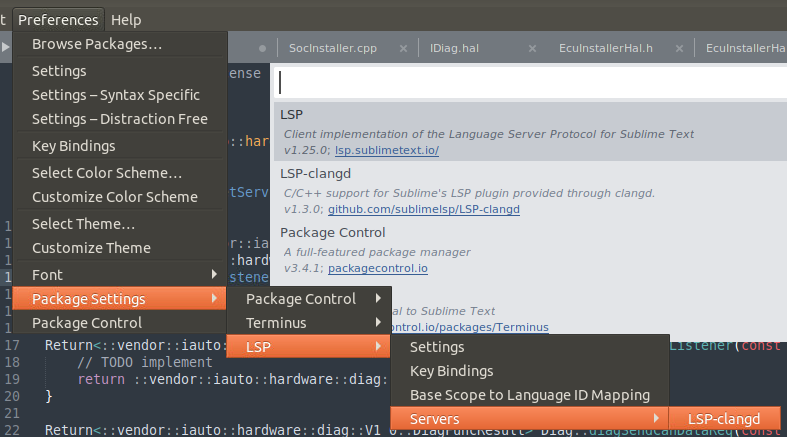 t Preferences Help
SocInstaller.cpp × IDiag.hal × EcuInstallerHal.h × EcuInstallerHa
Browse Packages…
Settings
Settings – Syntax Specific
Settings – Distraction Free
Key Bindings
Select Color Scheme…
Customize Color Scheme
Select Theme…
Customize Theme
Font
Package Settings
Package Control
ense
::har
tServ
r::ia
::hardw
stene
LSP
Client implementation of the Language Server Protocol for Sublime Text
v1.25.0; lsp.sublimetext.io/
LSP-clangd
C/C++ support for Sublime's LSP plugin provided through clangd.
v1.3.0; github.com/sublimelsp/LSP-clangd
Package Control
A full-featured package manager
v3.4.1; packagecontrol.io
al to Sublime Text
ntrol.io/packages/Terminus
Package Control
Terminus
LSP
Settings
Key Bindings
Base Scope to Language ID Mapping
Servers
LSP-clangd
17 Return<::vendor::iauto: Listener(const
18 // TODO implement
19 return ::vendor::iauto::hardware::diag:
20 }
21
22 Return<::vendor::iauto::hardware::diag::V1_0::DiagFuncResult> Diag::diagSendCanDataReq(const